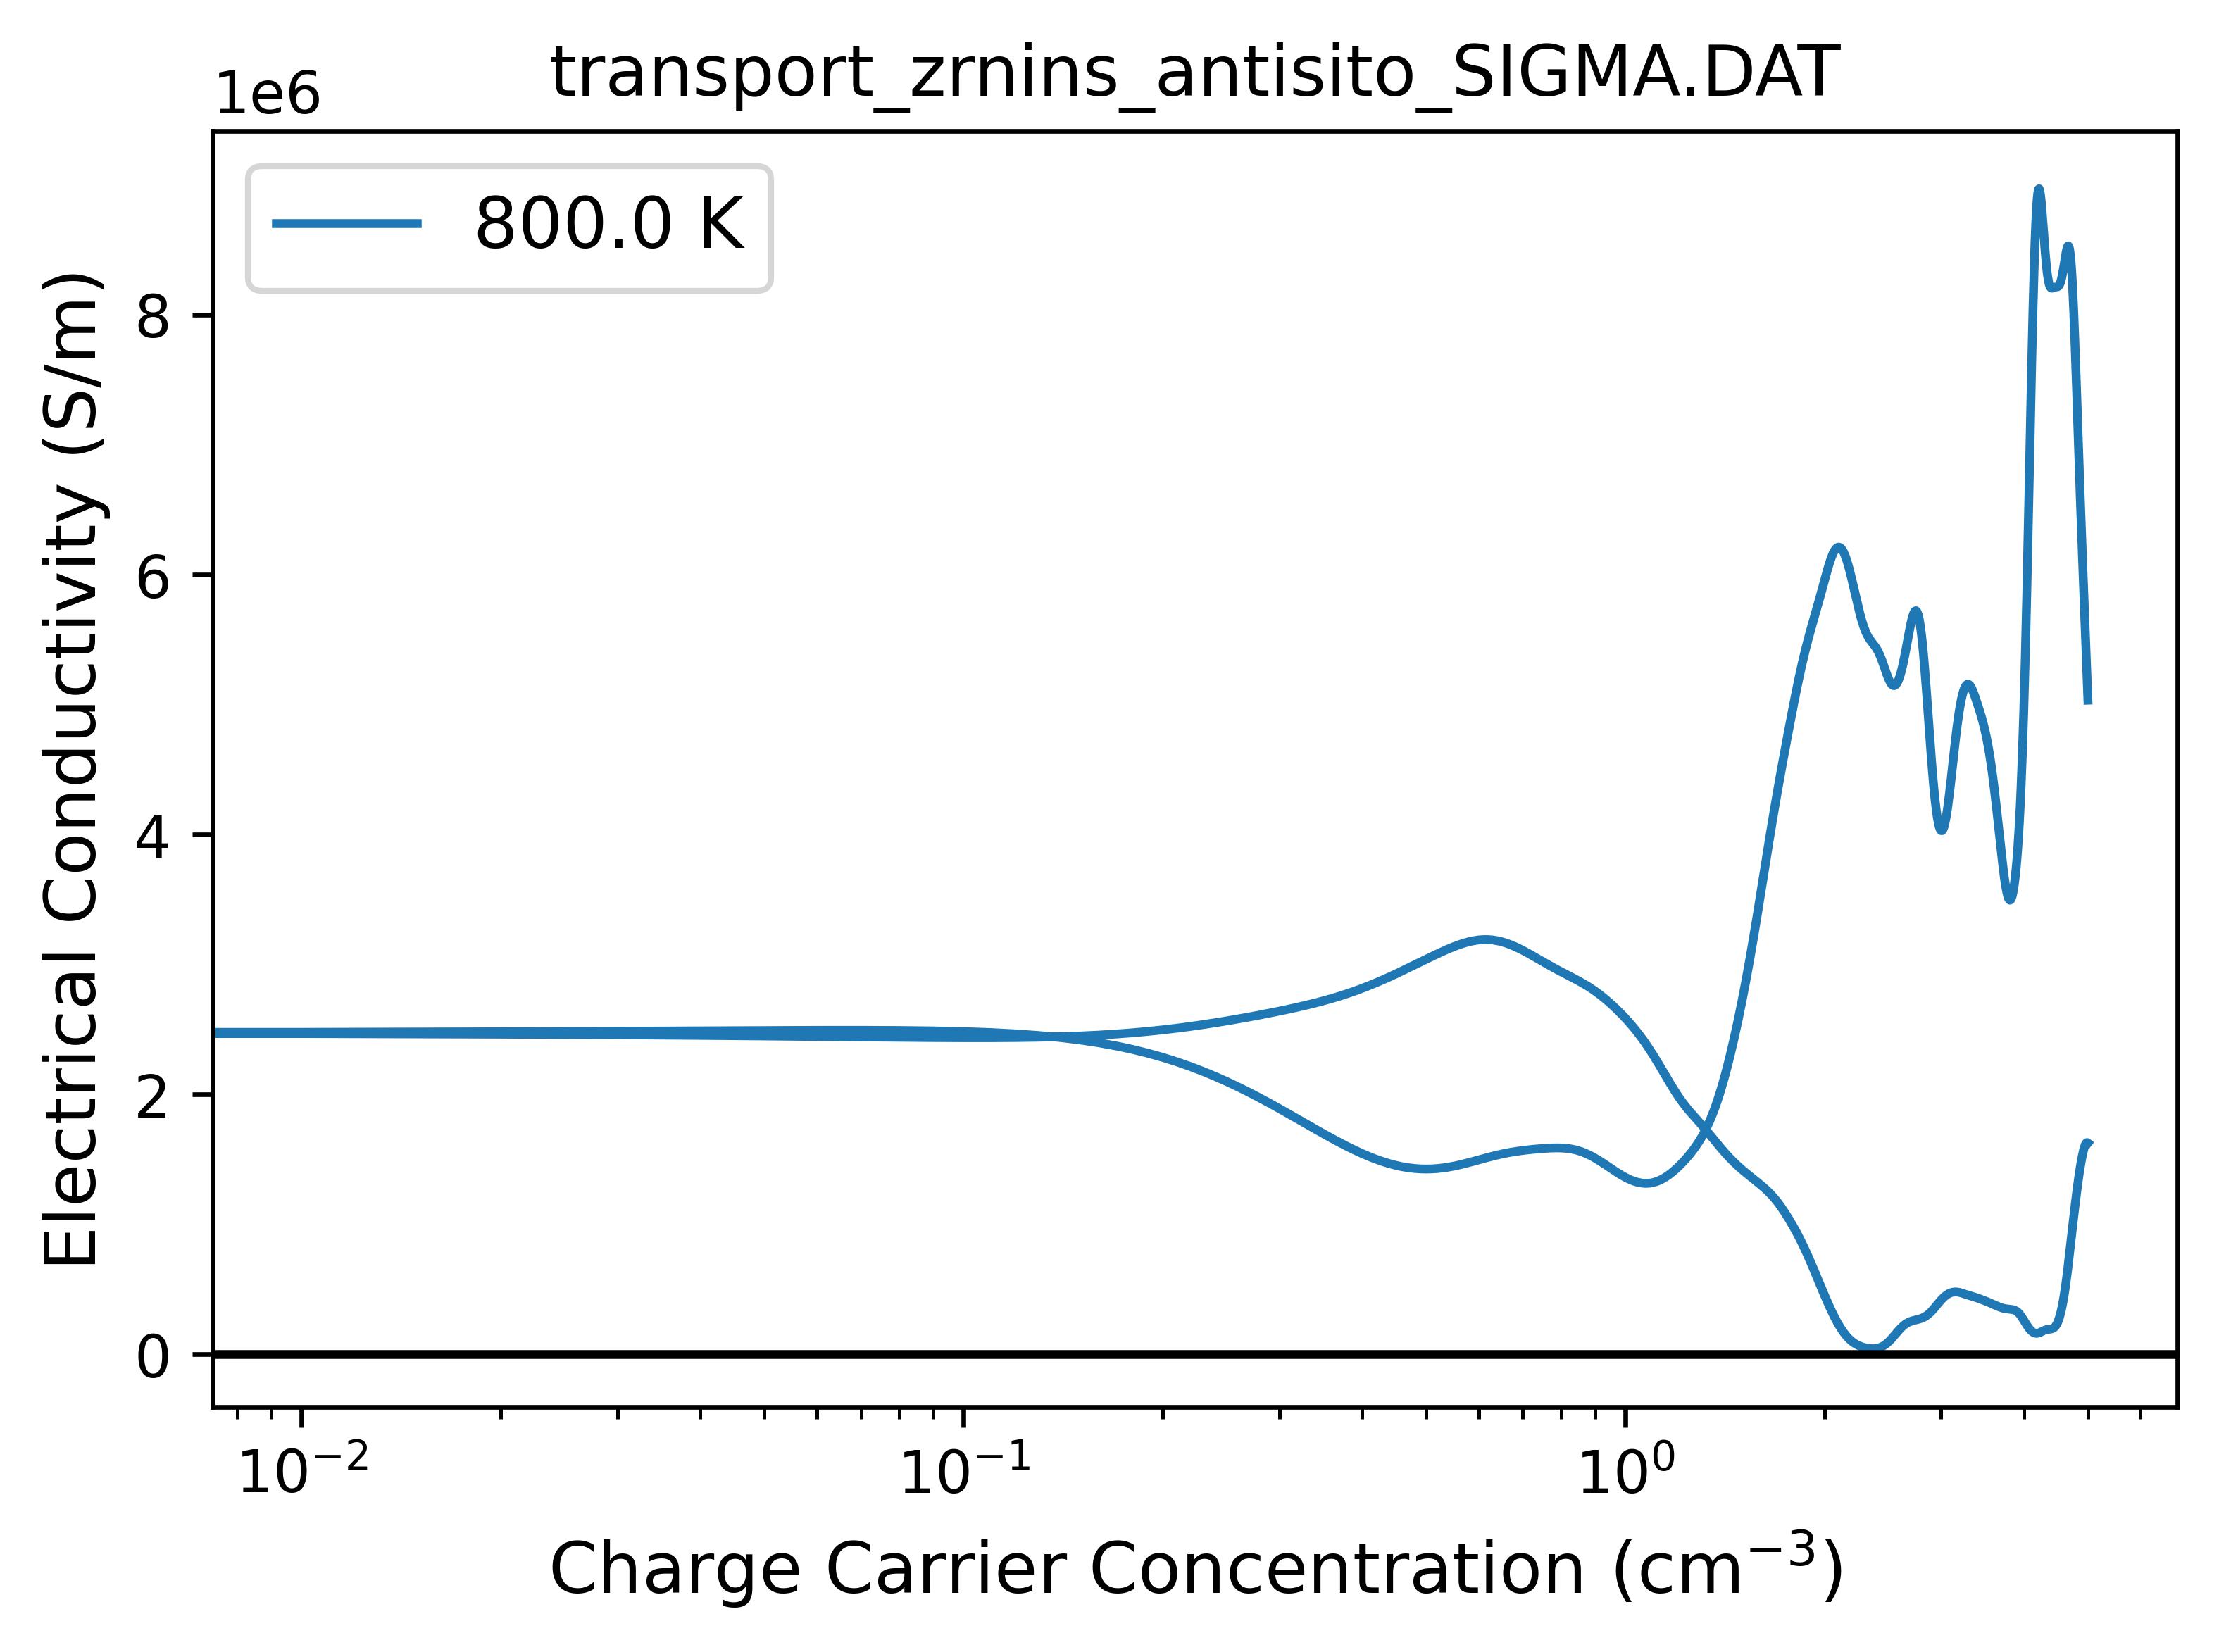 transport_zrnins_antisito_SIGMA.DAT
1e6
800.0 K
Electrical Conductivity (S/m)
8
6
4
2
0
10⁻² 10⁻¹ 10⁰
Charge Carrier Concentration (cm⁻³)